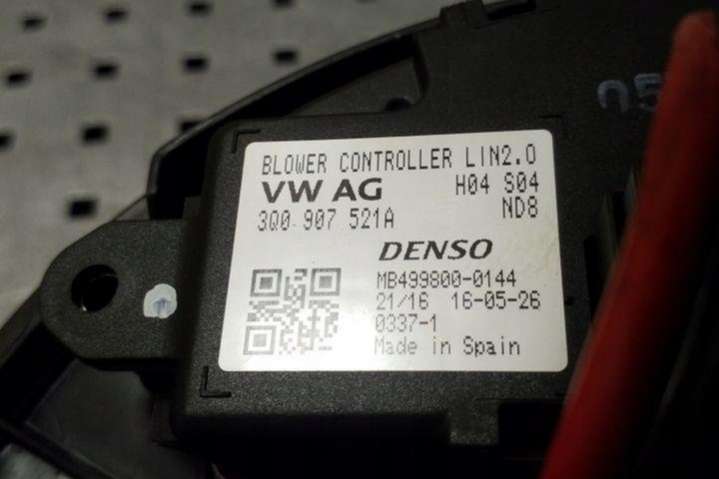 05
BLOWER CONTROLLER LIN2.0
VW AG H04 S04
3Q0 907 521A ND8
DENSO
MB499800-0144
21/16 16-05-26
0337-1
Made in Spain